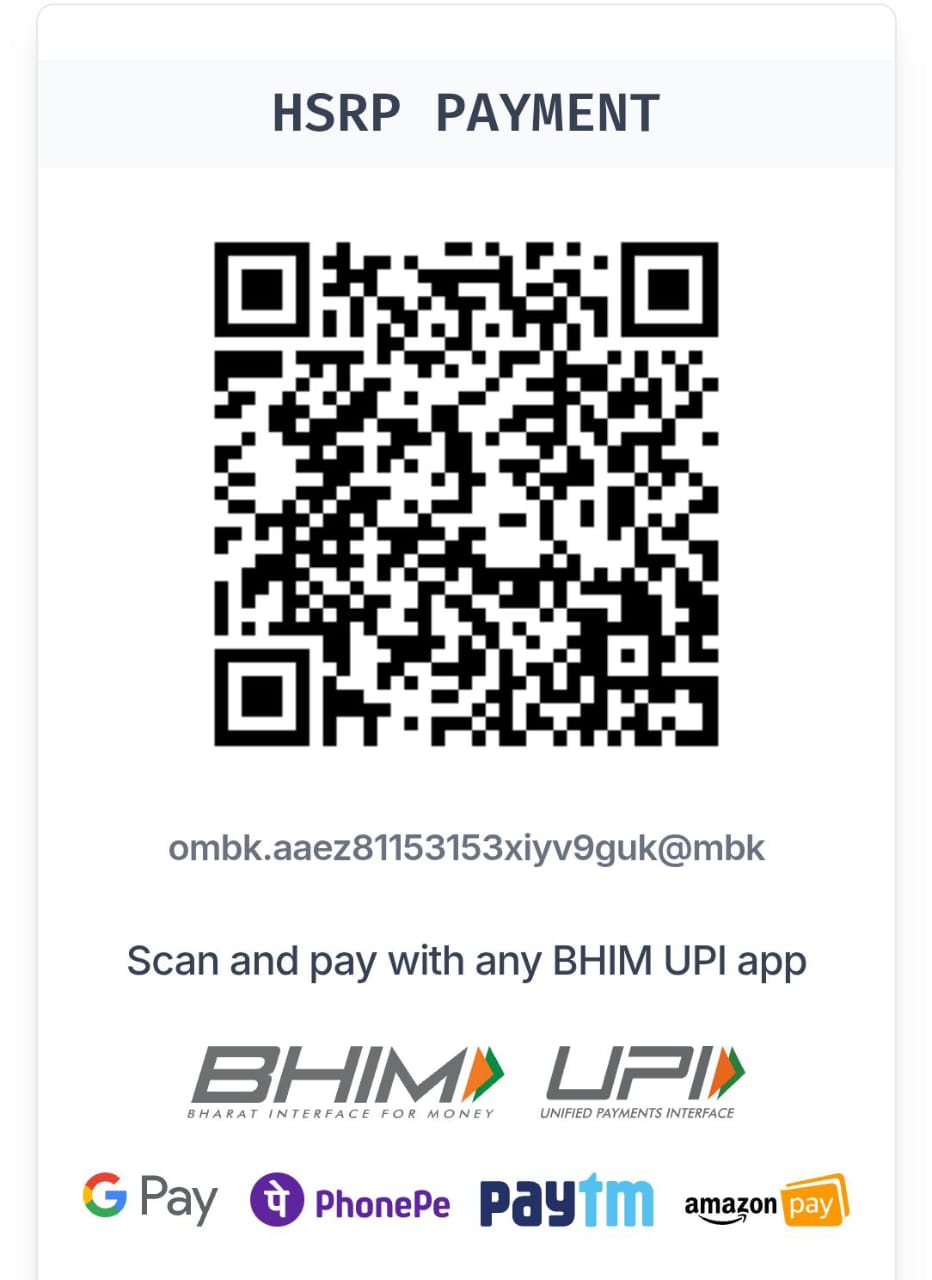 HSRP PAYMENT
ombk.aaez81153153xiyv9guk@mbk
Scan and pay with any BHIM UPI app
BHIM UPI
BHARAT INTERFACE FOR MONEY UNIFIED PAYMENTS INTERFACE
G Pay पे PhonePe paytm amazon pay